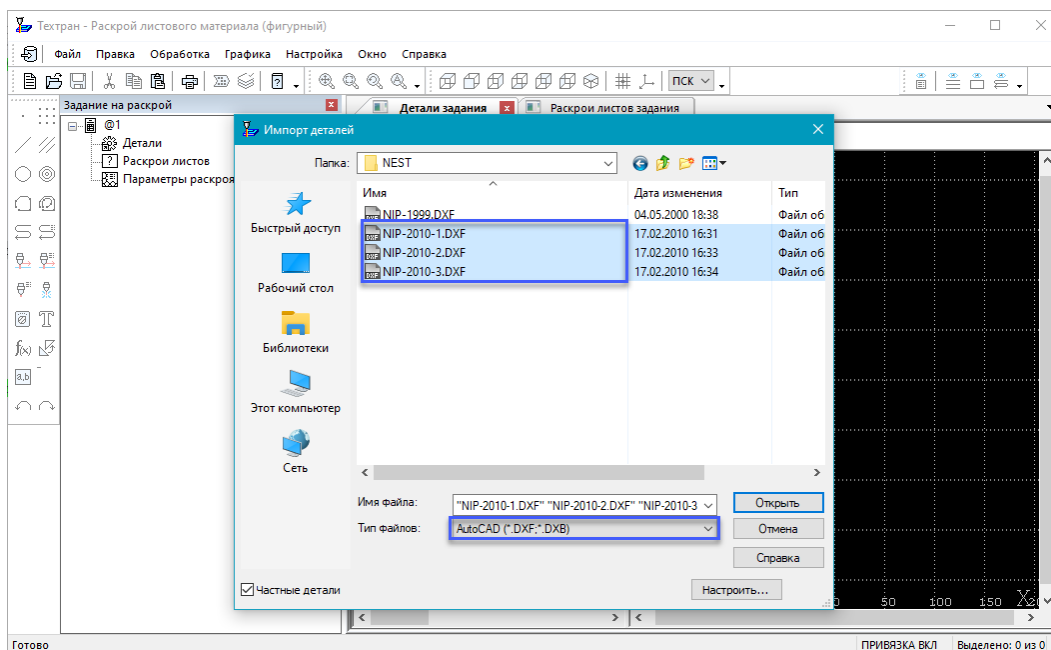 Техтран - Раскрой листового материала (фигурный)
Файл Правка Обработка Графика Настройка Окно Справка
ПСК
Задание на раскрой
Детали задания
Раскрои листов задания
@1
Детали
Раскрои листов
Параметры раскроя
Импорт деталей
Папка: NEST
Имя Дата изменения Тип
NIP-1999.DXF 04.05.2000 18:38 Файл об
NIP-2010-1.DXF 17.02.2010 16:31 Файл об
NIP-2010-2.DXF 17.02.2010 16:33 Файл об
NIP-2010-3.DXF 17.02.2010 16:34 Файл об
Быстрый доступ
Рабочий стол
Библиотеки
Этот компьютер
Сеть
Имя файла: "NIP-2010-1.DXF" "NIP-2010-2.DXF" "NIP-2010-3 Открыть
Тип файлов: AutoCAD (*.DXF;*.DXB) Отмена
Справка
Частные детали Настроить...
50 100 150 X
Готово ПРИВЯЗКА ВКЛ Выделено: 0 из 0